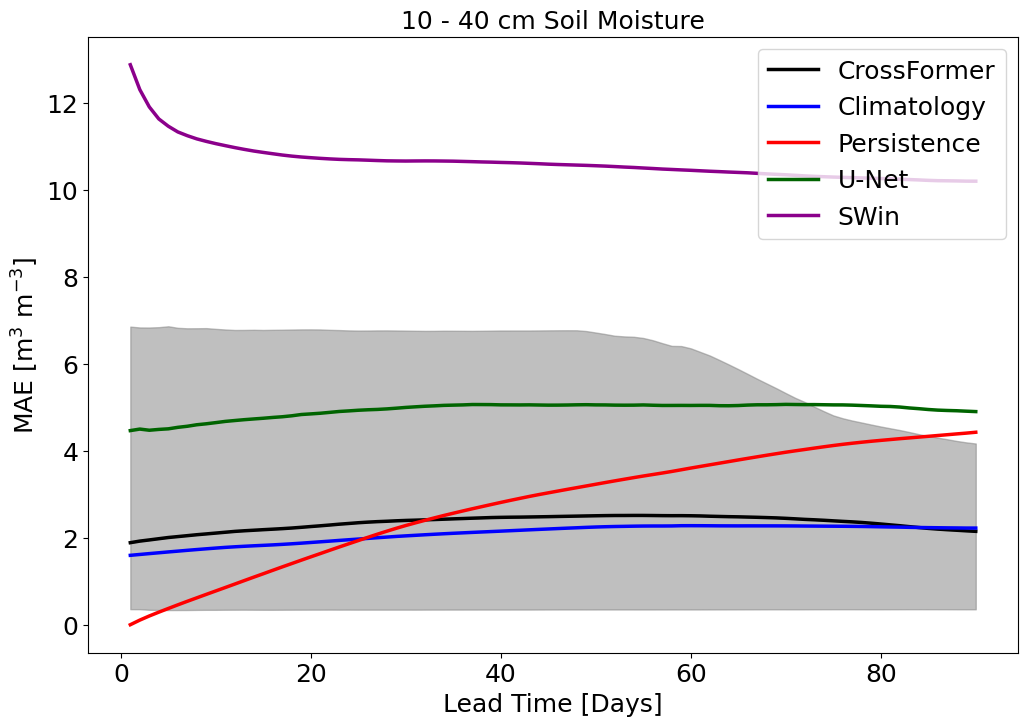 10 - 40 cm Soil Moisture
CrossFormer
Climatology
Persistence
U-Net
SWin
MAE [m³ m⁻³]
12
10
8
6
4
2
0
0 20 40 60 80
Lead Time [Days]